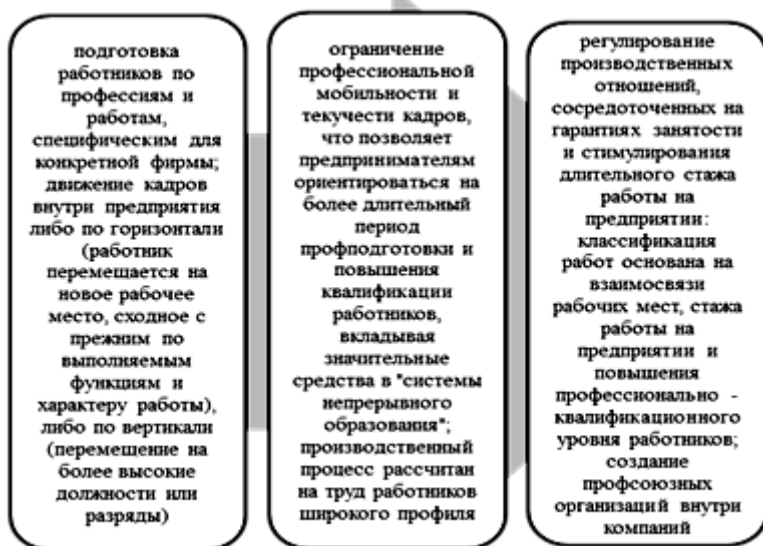 подготовка
работников по
профессиям и
работам,
специфическим для
конкретной фирмы;
движение кадров
внутри предприятия
либо по горизонтали
(работник
перемещается на
новое рабочее
место, сходное с
прежним по
выполняемым
функциям и
характеру работы),
либо по вертикали
(перемещение на
более высокие
должности или
разряды)
ограничение
профессиональной
мобильности и
текучести кадров,
что позволяет
предпринимателям
ориентироваться на
более длительный
период
профподготовки и
повышения
квалификации
работников,
вкладывая
значительные
средства в "системы
непрерывного
образования";
производственный
процесс рассчитан
на труд работников
широкого профиля
регулирование
производственных
отношений,
сосредоточенных на
гарантиях занятости
и стимулирования
длительного стажа
работы на
предприятии:
классификация
работ основана на
взаимосвязи
рабочих мест, стажа
работы на
предприятии и
повышения
профессионально -
квалификационного
уровня работников;
создание
профсоюзных
организаций внутри
компаний